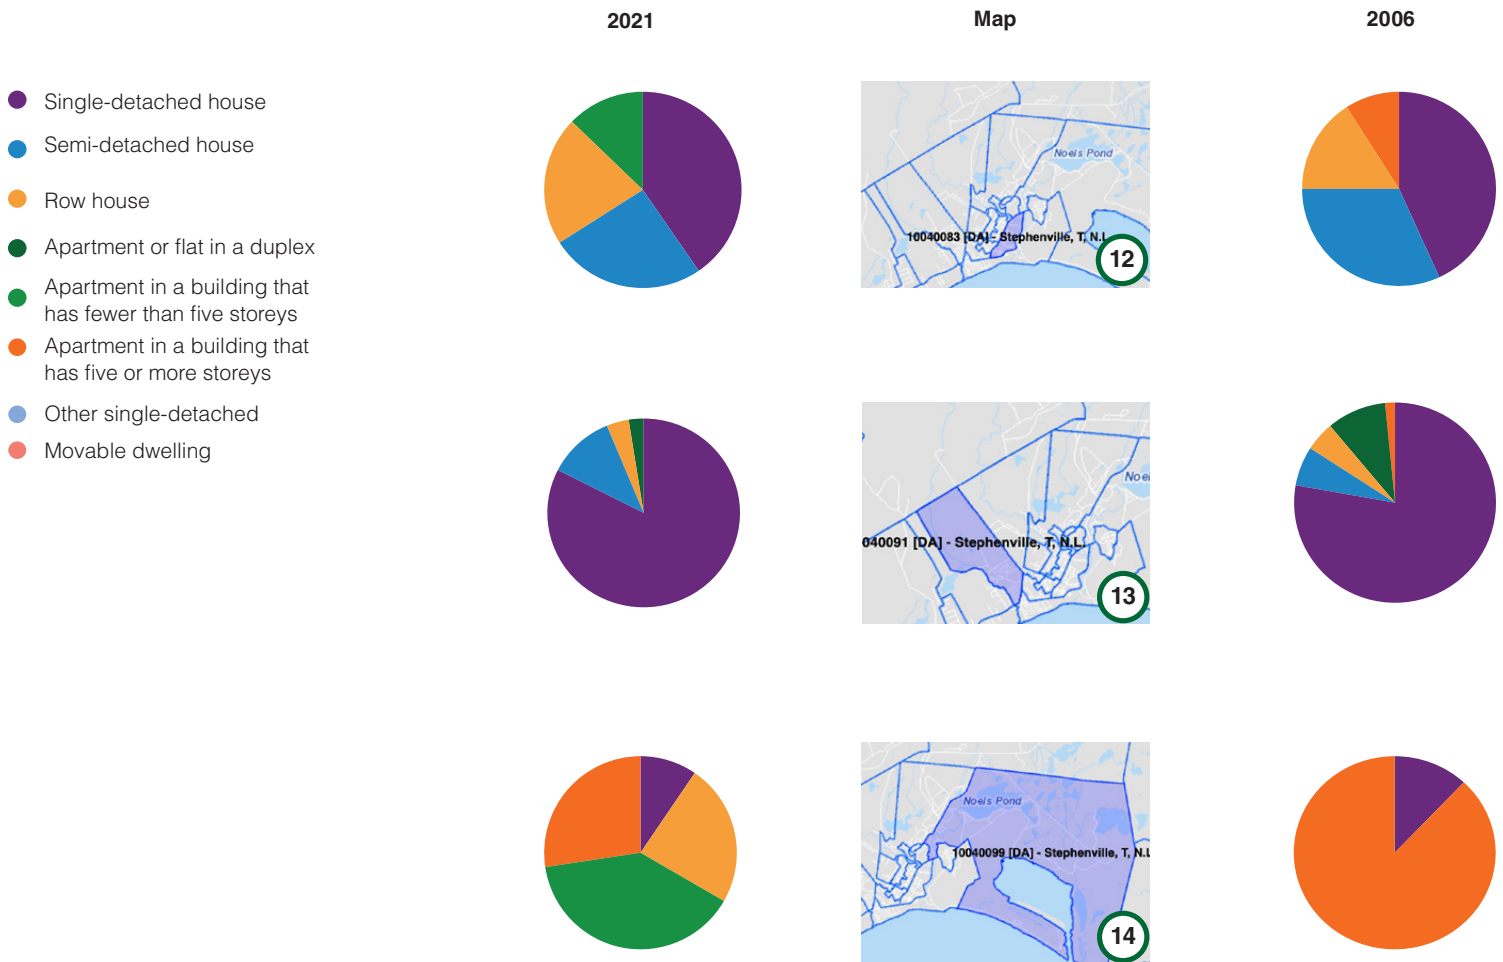 2021
Map
2006
Single-detached house
Semi-detached house
Row house
Apartment or flat in a duplex
Apartment in a building that
has fewer than five storeys
Apartment in a building that
has five or more storeys
Other single-detached
Movable dwelling
Noels Pond
10040083 [DA] - Stephenville, T, N.L
12
Noel
040091 [DA] - Stephenville, T, N.L.
13
Noels Pond
10040099 [DA] - Stephenville, T, N.L
14